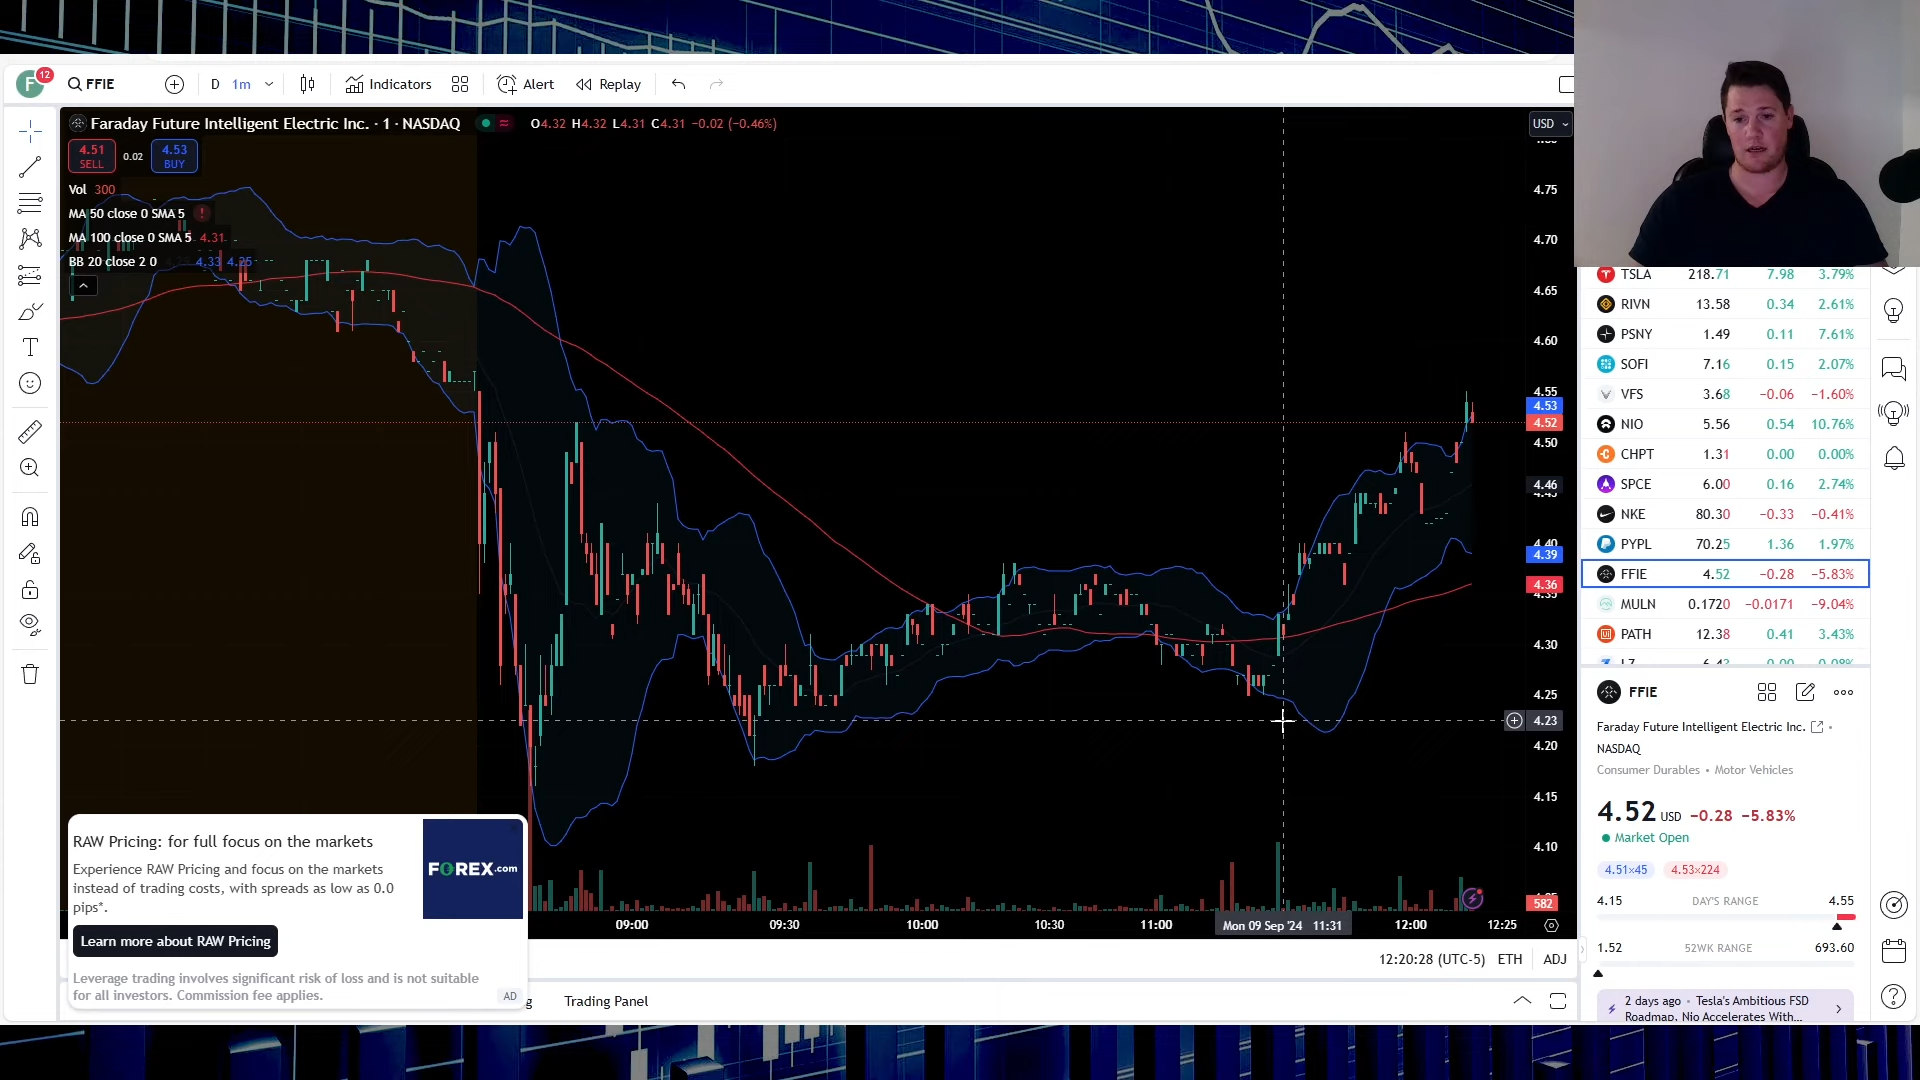 F 12
FFIE
D 1m
Indicators
Alert
Replay
Faraday Future Intelligent Electric Inc. · 1 · NASDAQ
O4.32 H4.32 L4.31 C4.31 −0.02 (−0.46%)
USD
4.51 SELL
0.02
4.53 BUY
Vol 300
MA 50 close 0 SMA 5
MA 100 close 0 SMA 5 4.31
BB 20 close 2 0 4.33 4.25
4.75
4.70
4.65
4.60
4.55
4.53
4.52
4.50
4.46
4.40
4.39
4.36
4.35
4.30
4.25
4.23
4.20
4.15
4.10
582
09:00 09:30 10:00 10:30 11:00 Mon 09 Sep '24 11:31 12:00 12:25
12:20:28 (UTC-5) ETH ADJ
Trading Panel
RAW Pricing: for full focus on the markets
Experience RAW Pricing and focus on the markets
instead of trading costs, with spreads as low as 0.0
pips*.
FOREX.com
Learn more about RAW Pricing
Leverage trading involves significant risk of loss and is not suitable
for all investors. Commission fee applies.
AD
TSLA 218.71 7.98 3.79%
RIVN 13.58 0.34 2.61%
PSNY 1.49 0.11 7.61%
SOFI 7.16 0.15 2.07%
VFS 3.68 −0.06 −1.60%
NIO 5.56 0.54 10.76%
CHPT 1.31 0.00 0.00%
SPCE 6.00 0.16 2.74%
NKE 80.30 −0.33 −0.41%
PYPL 70.25 1.36 1.97%
FFIE 4.52 −0.28 −5.83%
MULN 0.1720 −0.0171 −9.04%
PATH 12.38 0.41 3.43%
FFIE
Faraday Future Intelligent Electric Inc. •
NASDAQ
Consumer Durables • Motor Vehicles
4.52 USD −0.28 −5.83%
Market Open
4.51×45 4.53×224
4.15 DAY'S RANGE 4.55
1.52 52WK RANGE 693.60
2 days ago • Tesla's Ambitious FSD
Roadmap, Nio Accelerates With...